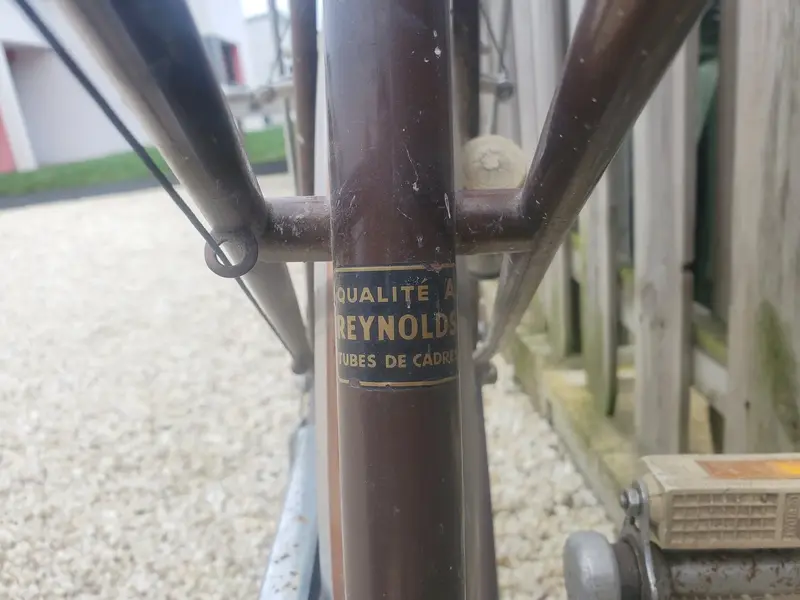 QUALITE A
REYNOLDS
TUBES DE CADRE